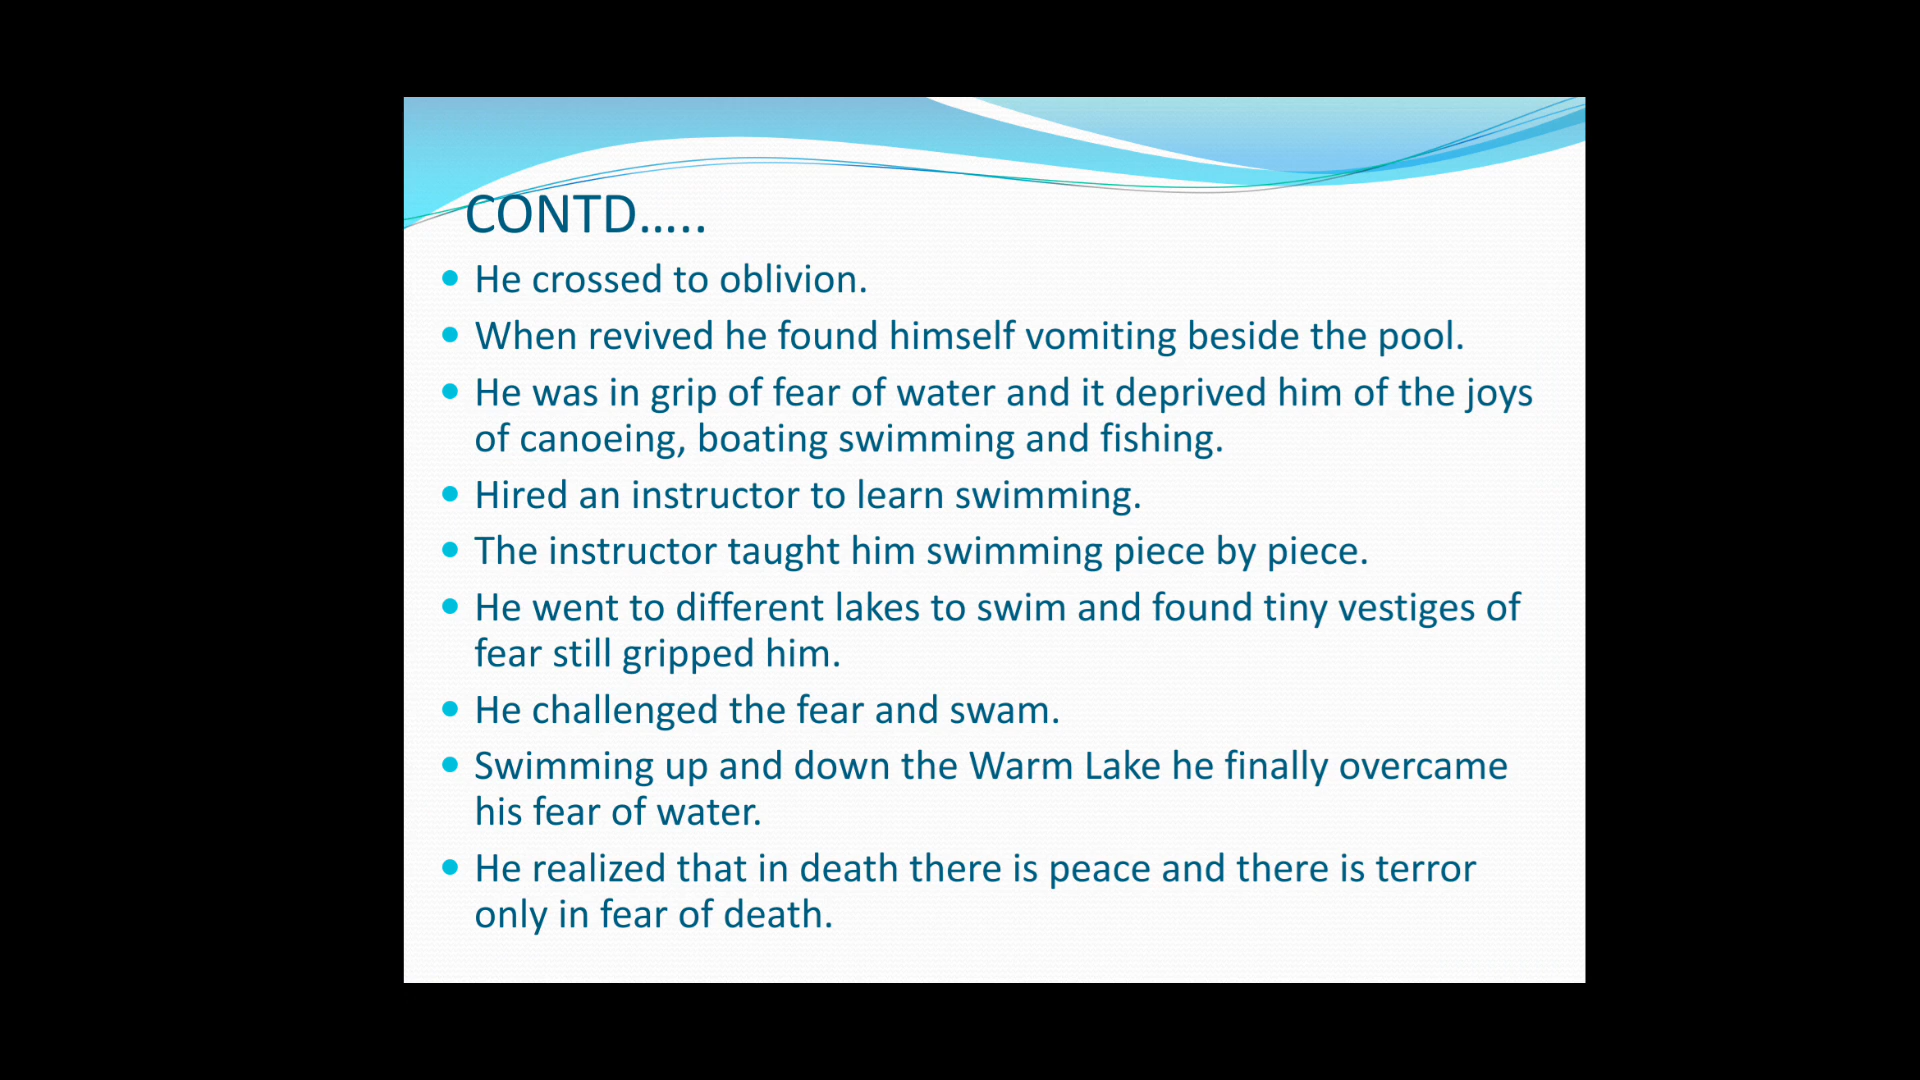 CONTD.....
He crossed to oblivion.
When revived he found himself vomiting beside the pool.
He was in grip of fear of water and it deprived him of the joys
of canoeing, boating swimming and fishing.
Hired an instructor to learn swimming.
The instructor taught him swimming piece by piece.
He went to different lakes to swim and found tiny vestiges of
fear still gripped him.
He challenged the fear and swam.
Swimming up and down the Warm Lake he finally overcame
his fear of water.
He realized that in death there is peace and there is terror
only in fear of death.